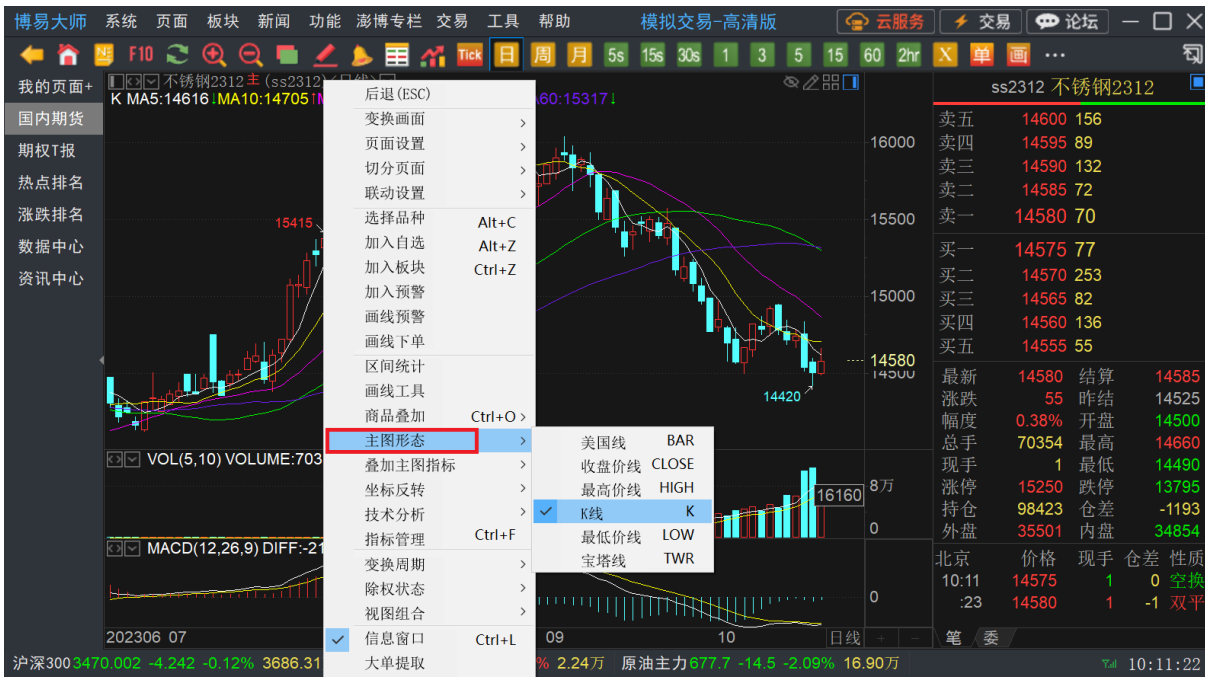 博易大师 系统 页面 板块 新闻 功能 澎博专栏 交易 工具 帮助 模拟交易-高清版 云服务 交易 论坛
F10 Tick 日 周 月 5s 15s 30s 1 3 5 15 60 2hr X 单 画 ···
我的页面+
国内期货
期权T报
热点排名
涨跌排名
数据中心
资讯中心
不锈钢2312主(ss2312)
K MA5:14616↓MA10:14705↑
A60:15317↓
16000
15500
15000
14580
14500
15415
14420
后退(ESC)
变换画面
页面设置
切分页面
联动设置
选择品种 Alt+C
加入自选 Alt+Z
加入板块 Ctrl+Z
加入预警
画线预警
画线下单
区间统计
画线工具
商品叠加 Ctrl+O
主图形态
叠加主图指标
坐标反转
技术分析
指标管理 Ctrl+F
变换周期
除权状态
视图组合
信息窗口 Ctrl+L
大单提取
美国线 BAR
收盘价线 CLOSE
最高价线 HIGH
K线 K
最低价线 LOW
宝塔线 TWR
VOL(5,10) VOLUME:703
16160
8万
0
MACD(12,26,9) DIFF:-21
0
202306 07 09 10 日线 + -
ss2312 不锈钢2312
卖五 14600 156
卖四 14595 89
卖三 14590 132
卖二 14585 72
卖一 14580 70
买一 14575 77
买二 14570 253
买三 14565 82
买四 14560 136
买五 14555 55
最新 14580 结算 14585
涨跌 55 昨结 14525
幅度 0.38% 开盘 14500
总手 70354 最高 14660
现手 1 最低 14490
涨停 15250 跌停 13795
持仓 98423 仓差 -1193
外盘 35501 内盘 34854
北京 价格 现手 仓差 性质
10:11 14575 1 0 空换
:23 14580 1 -1 双平
笔 委
沪深300 3470.002 -4.242 -0.12% 3686.31 % 2.24万 原油主力 677.7 -14.5 -2.09% 16.90万 10:11:22